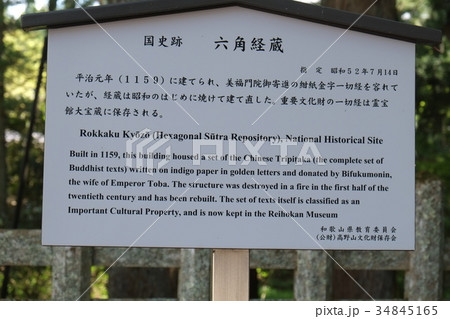 国史跡　六角経蔵
指定 昭和52年7月14日
平治元年（1159）に建てられ、美福門院御寄進の紺紙金字一切経を容れ
ていたが、経蔵は昭和のはじめに焼けて建て直した。重要文化財の一切経は霊宝
館大宝蔵に保存される。
Rokkaku Kyōzō (Hexagonal Sūtra Repository), National Historical Site
Built in 1159, this building housed a set of the Chinese Tripiṭaka (the complete set of
Buddhist texts) written on indigo paper in golden letters and donated by Bifukumonin,
the wife of Emperor Toba. The structure was destroyed in a fire in the first half of the
twentieth century and has been rebuilt. The set of texts itself is classified as an
Important Cultural Property, and is now kept in the Reihōkan Museum
和歌山県教育委員会
(公財)高野山文化財保存会
pixta.jp - 34845165